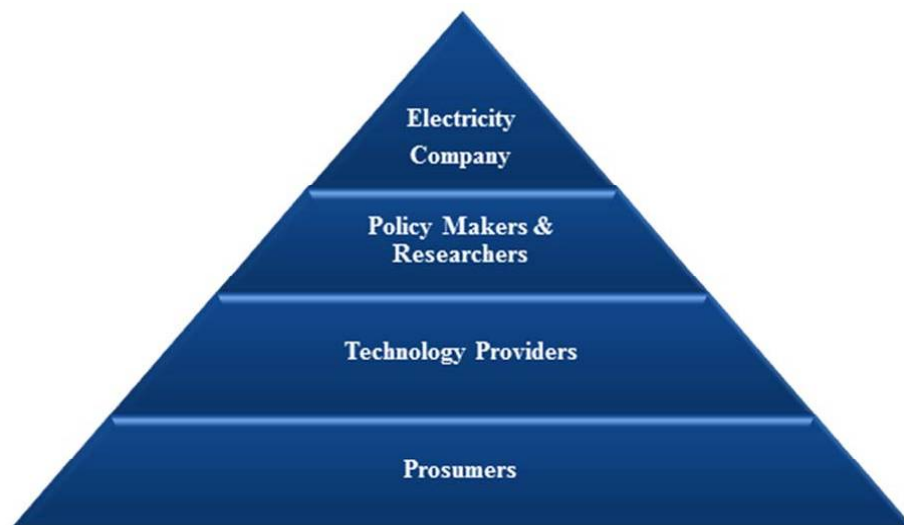 Electricity
Company
Policy Makers &
Researchers
Technology Providers
Prosumers